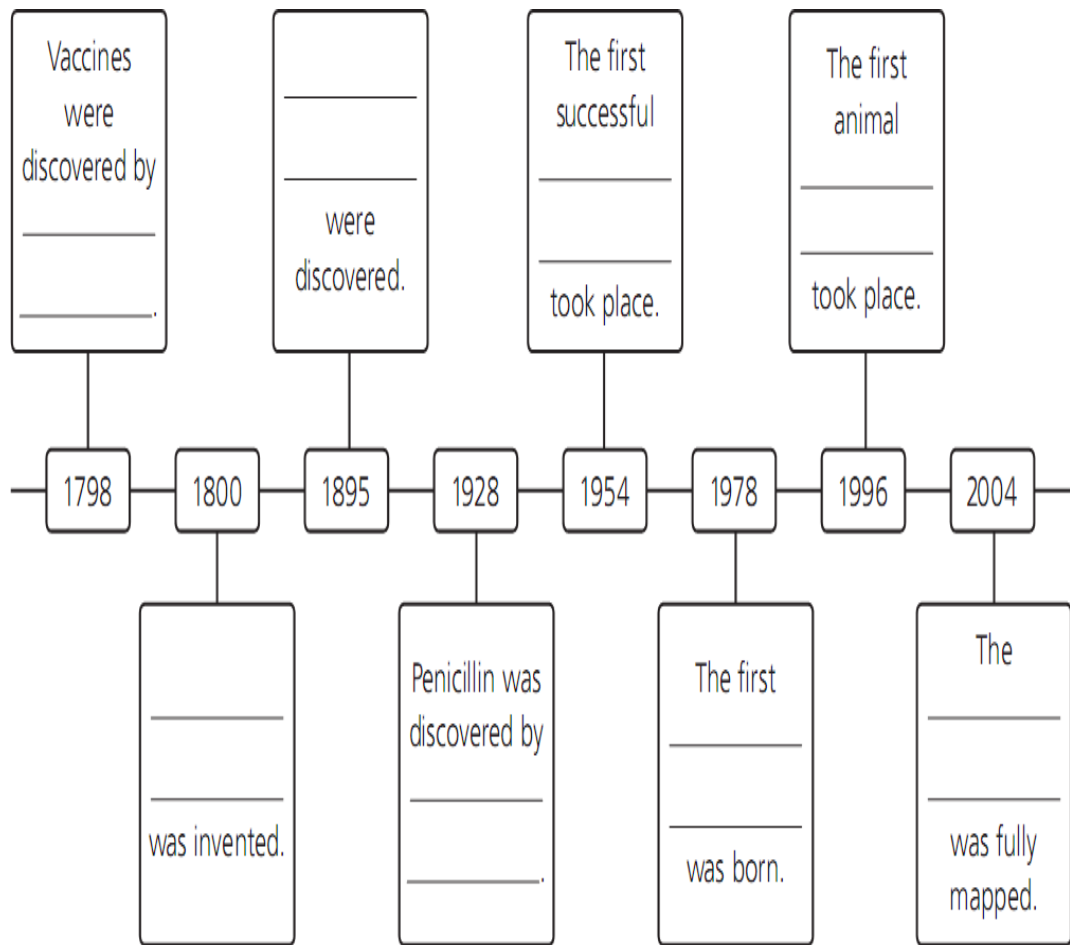 Vaccines
were
discovered by
.
were
discovered.
The first
successful
took place.
The first
animal
took place.
1798
1800
1895
1928
1954
1978
1996
2004
was invented.
Penicillin was
discovered by
.
The first
was born.
The
was fully
mapped.